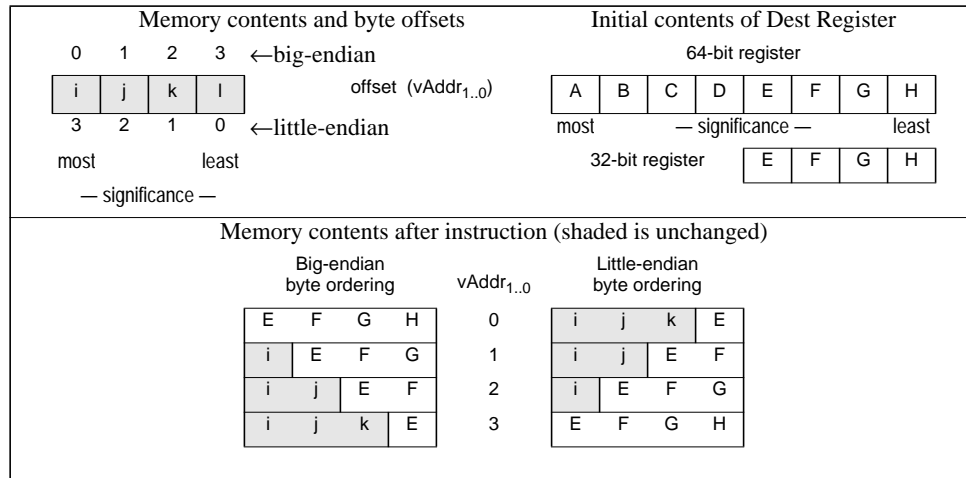 Memory contents and byte offsets
Initial contents of Dest Register
0 1 2 3 ←big-endian
64-bit register
i j k l
offset (vAddr1..0)
A B C D E F G H
3 2 1 0 ←little-endian
most — significance — least
most least
32-bit register E F G H
— significance —
Memory contents after instruction (shaded is unchanged)
Big-endian
byte ordering
vAddr1..0
Little-endian
byte ordering
E F G H 0 i j k E
i E F G 1 i j E F
i j E F 2 i E F G
i j k E 3 E F G H